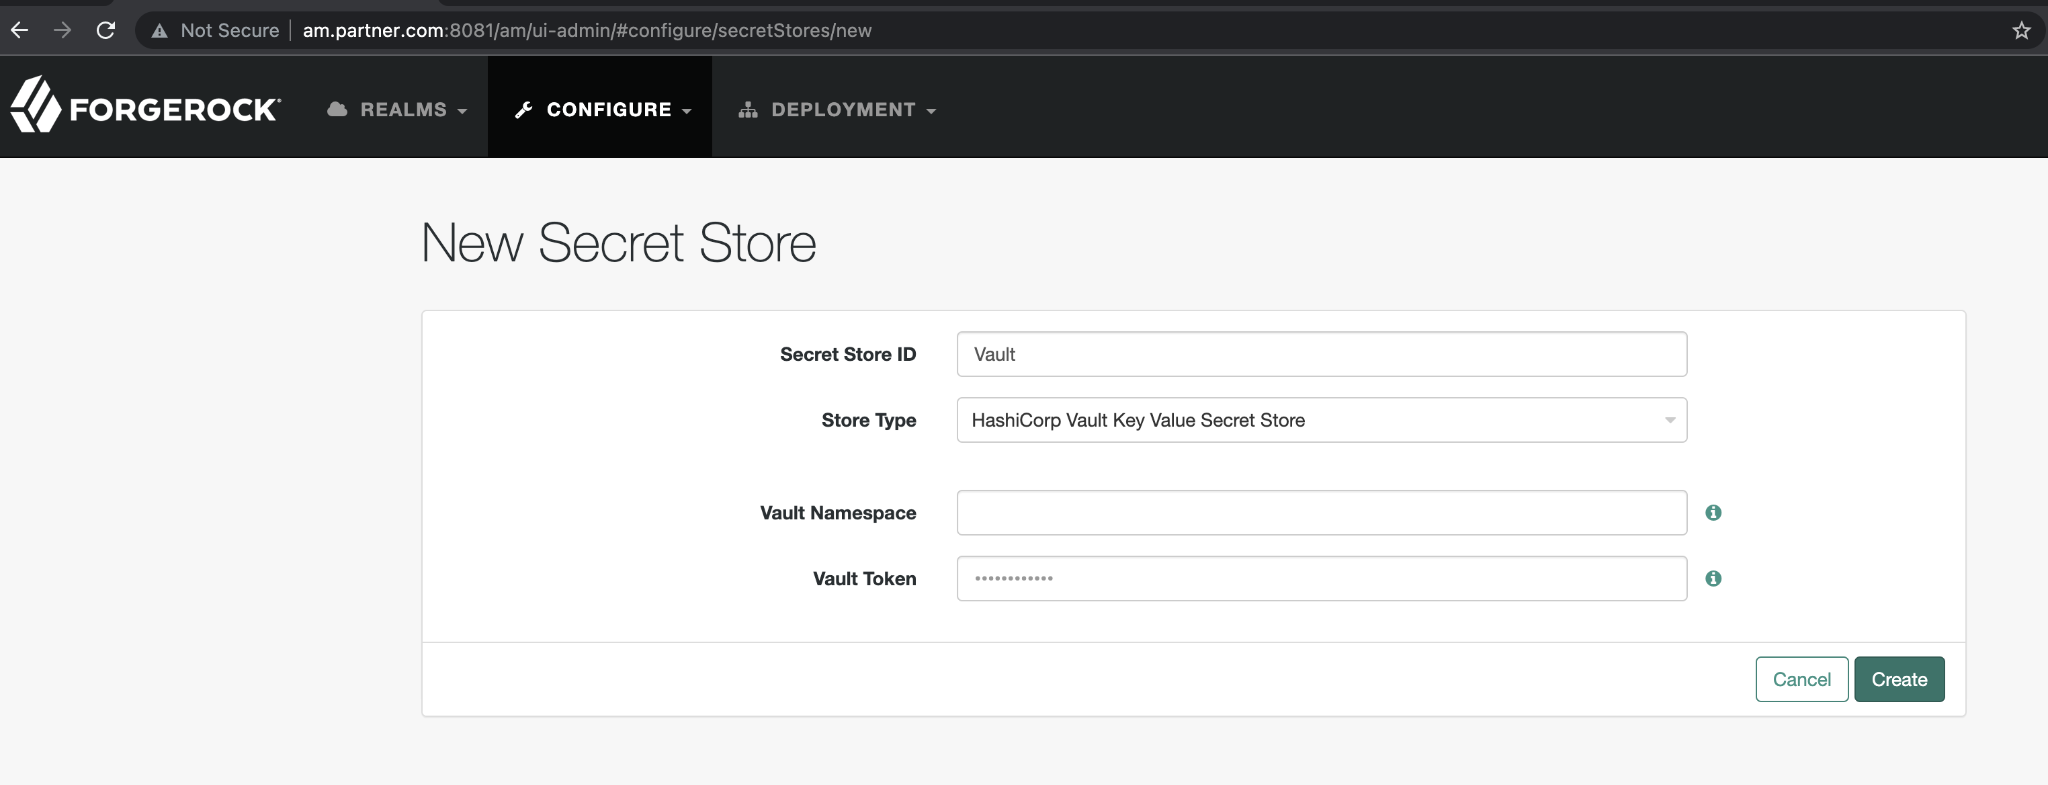 Not Secure am.partner.com:8081/am/ui-admin/#configure/secretStores/new
FORGEROCK REALMS CONFIGURE DEPLOYMENT
New Secret Store
Secret Store ID Vault
Store Type HashiCorp Vault Key Value Secret Store
Vault Namespace
Vault Token ••••••••••••
Cancel Create